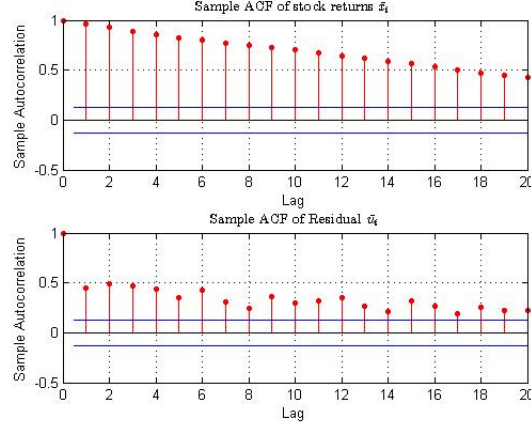 Sample ACF of stock returns x̄ₜ
1
0.5
0
-0.5
Sample Autocorrelation
0 2 4 6 8 10 12 14 16 18 20
Lag
Sample ACF of Residual ūₜ
1
0.5
0
-0.5
Sample Autocorrelation
0 2 4 6 8 10 12 14 16 18 20
Lag